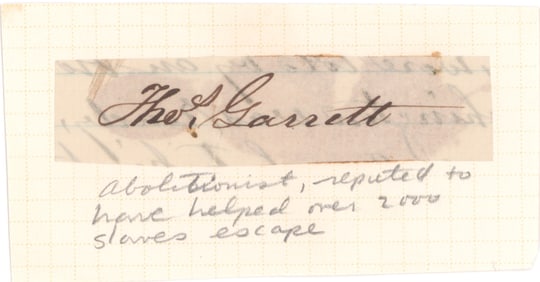 Thos. Garrett
Abolitionist, reputed to
have helped over 2000
slaves escape